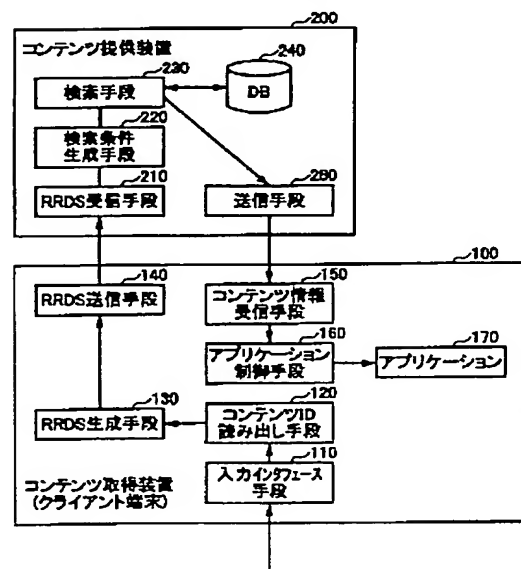 200
コンテンツ提供装置
230
240
検索手段
DB
220
検索条件
生成手段
210
RRDS受信手段
送信手段
100
140
RRDS送信手段
150
コンテンツ情報
受信手段
160
170
アプリケーション
制御手段
アプリケーション
130
120
RRDS生成手段
コンテンツID
読み出し手段
110
コンテンツ取得装置
(クライアント端末)
入力インタフェース
手段